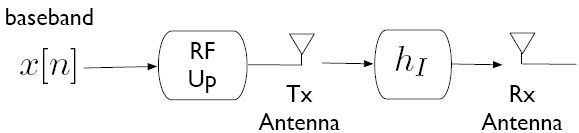 baseband
x[n]
RF
Up
h_I
Tx
Antenna
Rx
Antenna